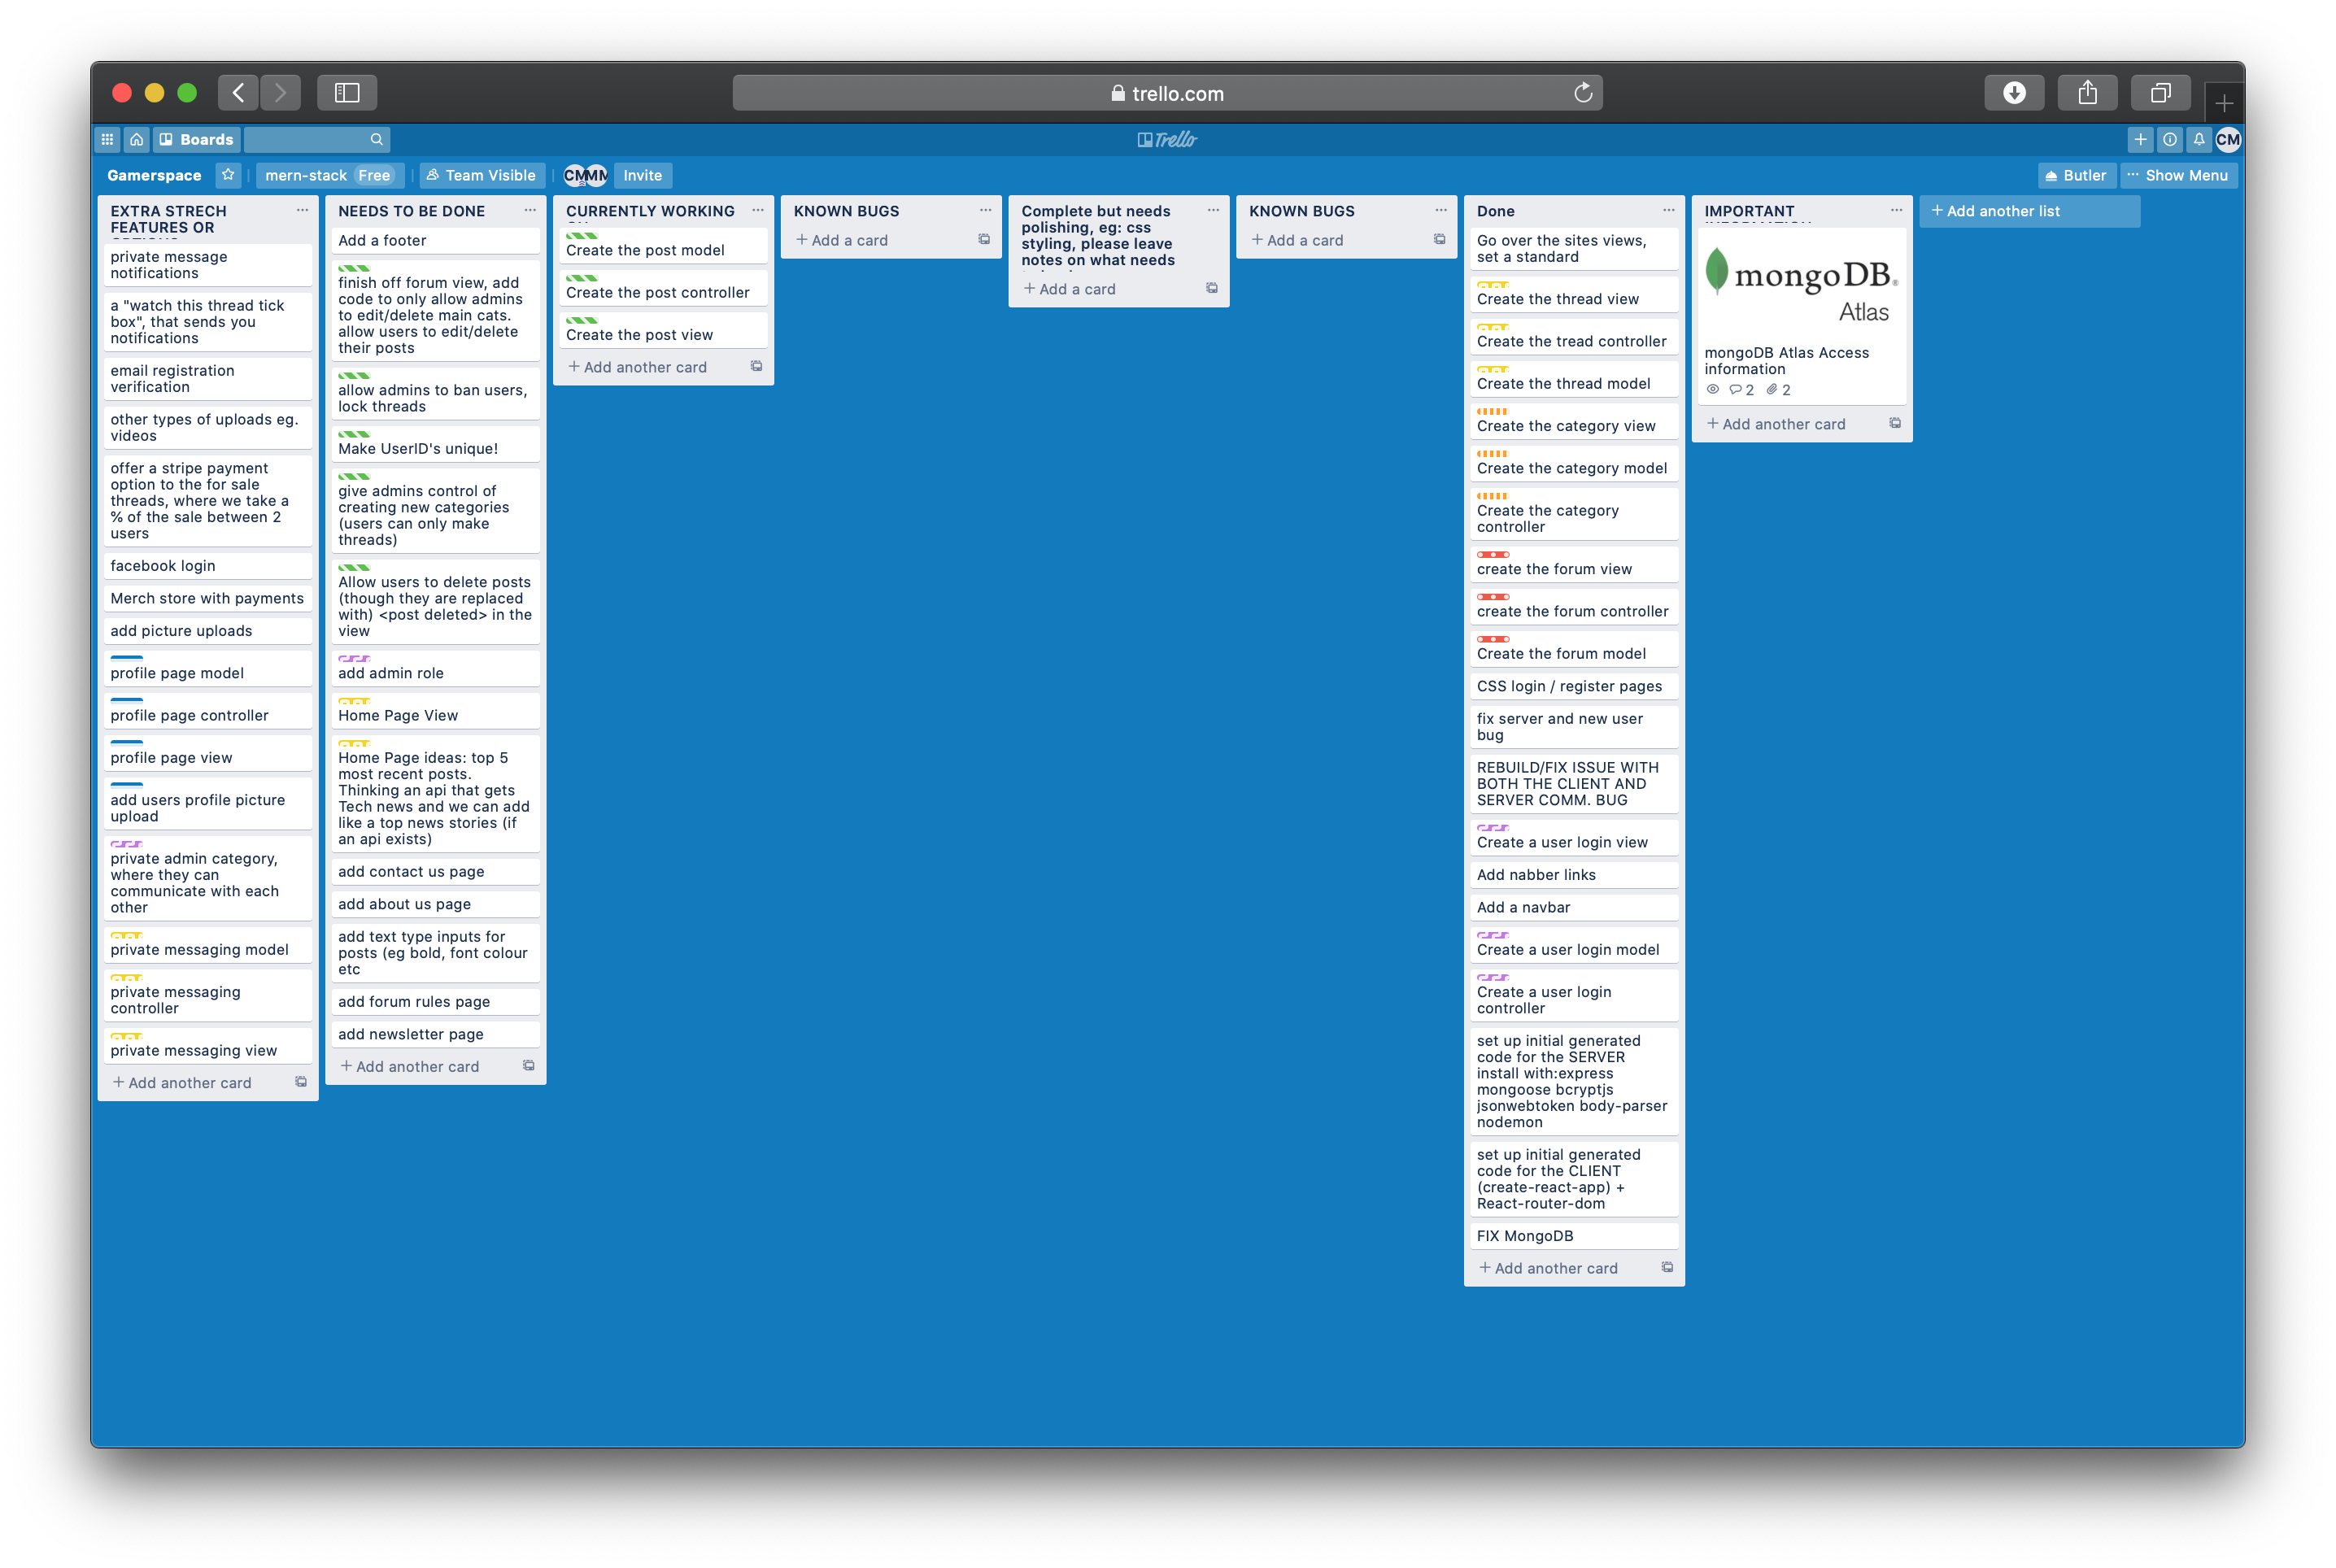 trello.com
Boards
Trello
CM
Gamerspace
mern-stack Free
Team Visible
CM
MM
Invite
Butler
Show Menu
EXTRA STRECH
FEATURES OR
private message
notifications
a "watch this thread tick
box", that sends you
notifications
email registration
verification
other types of uploads eg.
videos
offer a stripe payment
option to the for sale
threads, where we take a
% of the sale between 2
users
facebook login
Merch store with payments
add picture uploads
profile page model
profile page controller
profile page view
add users profile picture
upload
private admin category,
where they can
communicate with each
other
private messaging model
private messaging
controller
private messaging view
+ Add another card
NEEDS TO BE DONE
Add a footer
finish off forum view, add
code to only allow admins
to edit/delete main cats.
allow users to edit/delete
their posts
allow admins to ban users,
lock threads
Make UserID's unique!
give admins control of
creating new categories
(users can only make
threads)
Allow users to delete posts
(though they are replaced
with) <post deleted> in the
view
add admin role
Home Page View
Home Page ideas: top 5
most recent posts.
Thinking an api that gets
Tech news and we can add
like a top news stories (if
an api exists)
add contact us page
add about us page
add text type inputs for
posts (eg bold, font colour
etc
add forum rules page
add newsletter page
+ Add another card
CURRENTLY WORKING
Create the post model
Create the post controller
Create the post view
+ Add another card
KNOWN BUGS
+ Add a card
Complete but needs
polishing, eg: css
styling, please leave
notes on what needs
+ Add a card
KNOWN BUGS
+ Add a card
Done
Go over the sites views,
set a standard
Create the thread view
Create the tread controller
Create the thread model
Create the category view
Create the category model
Create the category
controller
create the forum view
create the forum controller
Create the forum model
CSS login / register pages
fix server and new user
bug
REBUILD/FIX ISSUE WITH
BOTH THE CLIENT AND
SERVER COMM. BUG
Create a user login view
Add nabber links
Add a navbar
Create a user login model
Create a user login
controller
set up initial generated
code for the SERVER
install with:express
mongoose bcryptjs
jsonwebtoken body-parser
nodemon
set up initial generated
code for the CLIENT
(create-react-app) +
React-router-dom
FIX MongoDB
+ Add another card
IMPORTANT
mongoDB®
Atlas
mongoDB Atlas Access
information
2 2
+ Add another card
+ Add another list